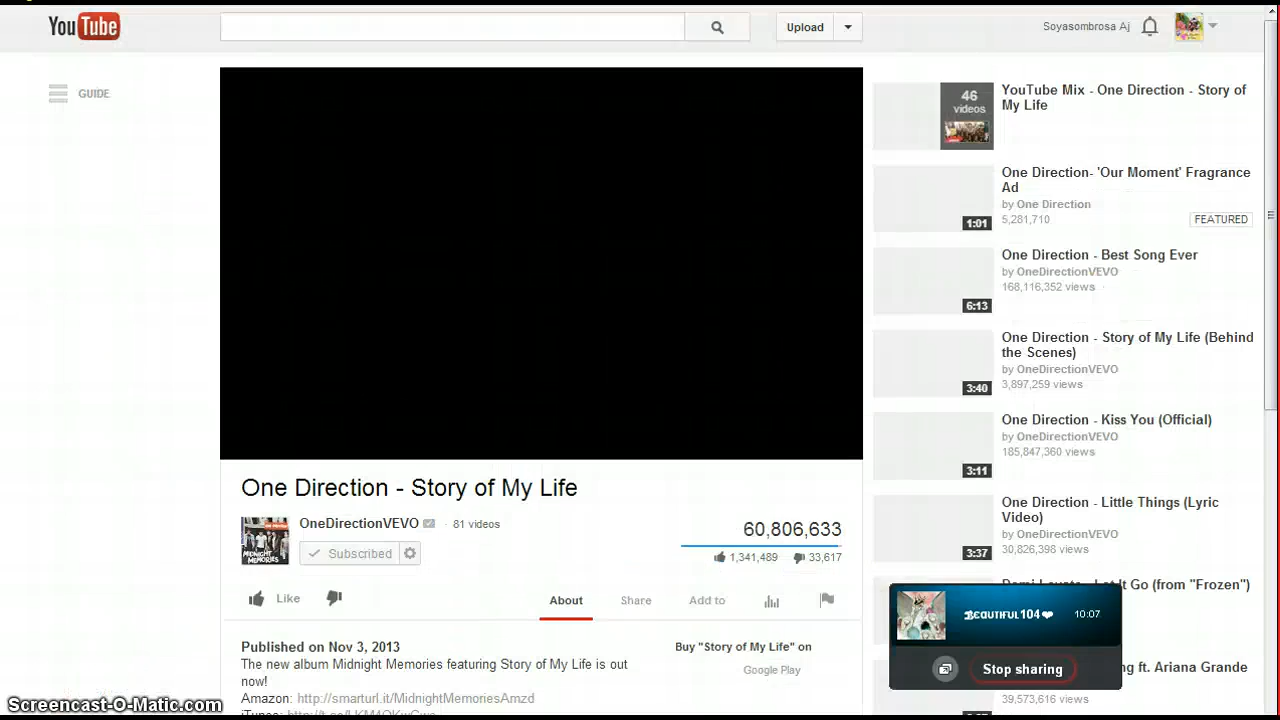 YouTube
Upload
Soyasombrosa Aj
GUIDE
46
videos
YouTube Mix - One Direction - Story of
My Life
One Direction- 'Our Moment' Fragrance
Ad
by One Direction
5,281,710
FEATURED
1:01
One Direction - Best Song Ever
by OneDirectionVEVO
168,116,352 views
6:13
One Direction - Story of My Life (Behind
the Scenes)
by OneDirectionVEVO
3,897,259 views
3:40
One Direction - Kiss You (Official)
by OneDirectionVEVO
185,847,360 views
3:11
One Direction - Little Things (Lyric
Video)
by OneDirectionVEVO
30,826,398 views
3:37
One Direction - Story of My Life
OneDirectionVEVO · 81 videos
MIDNIGHT
MEMORIES
Subscribed
60,806,633
1,341,489 33,617
Like
About Share Add to
Published on Nov 3, 2013
The new album Midnight Memories featuring Story of My Life is out
now!
Amazon: http://smarturl.it/MidnightMemoriesAmzd
Buy "Story of My Life" on
Google Play
Go (from "Frozen")
BEAUTIFUL104❤ 10:07
Stop sharing
ft. Ariana Grande
39,573,616 views
Screencast-O-Matic.com